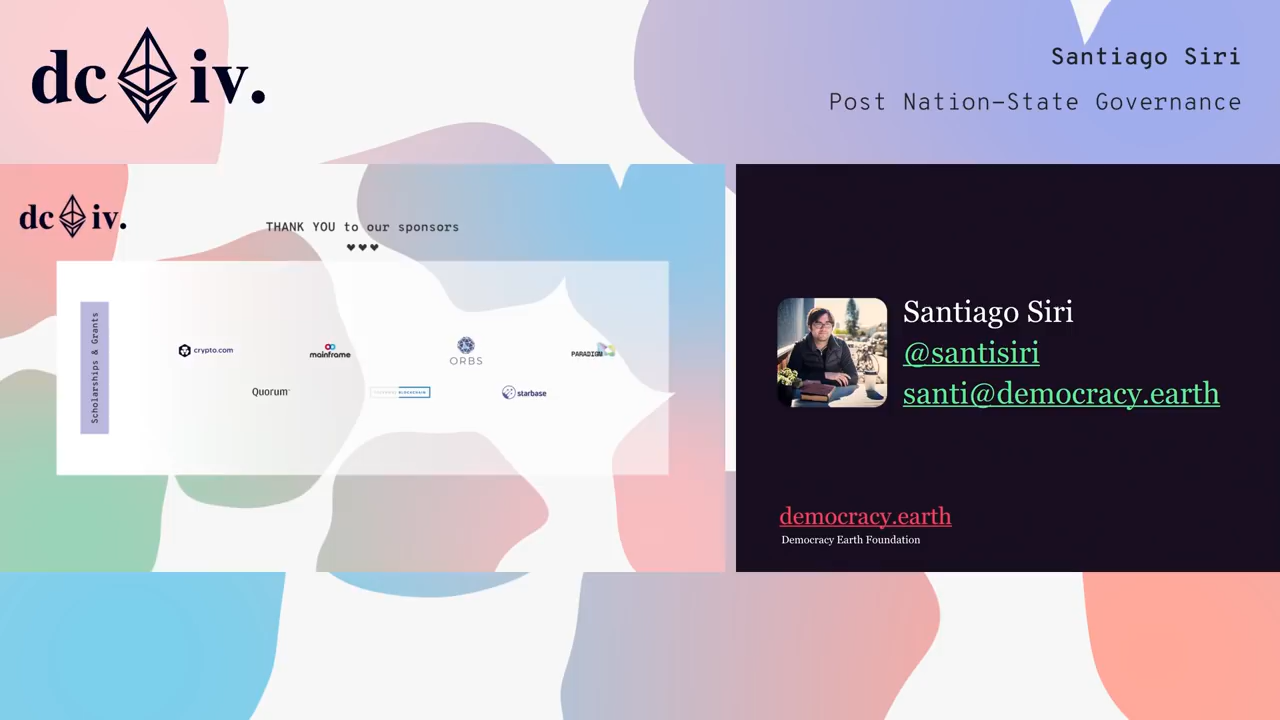 dc iv.
Santiago Siri
Post Nation-State Governance
dc iv.
THANK YOU to our sponsors
Scholarships & Grants
crypto.com
mainframe
ORBS
PARADIGM
Quorum
BLOCKCHAIN
starbase
Santiago Siri
@santisiri
santi@democracy.earth
democracy.earth
Democracy Earth Foundation